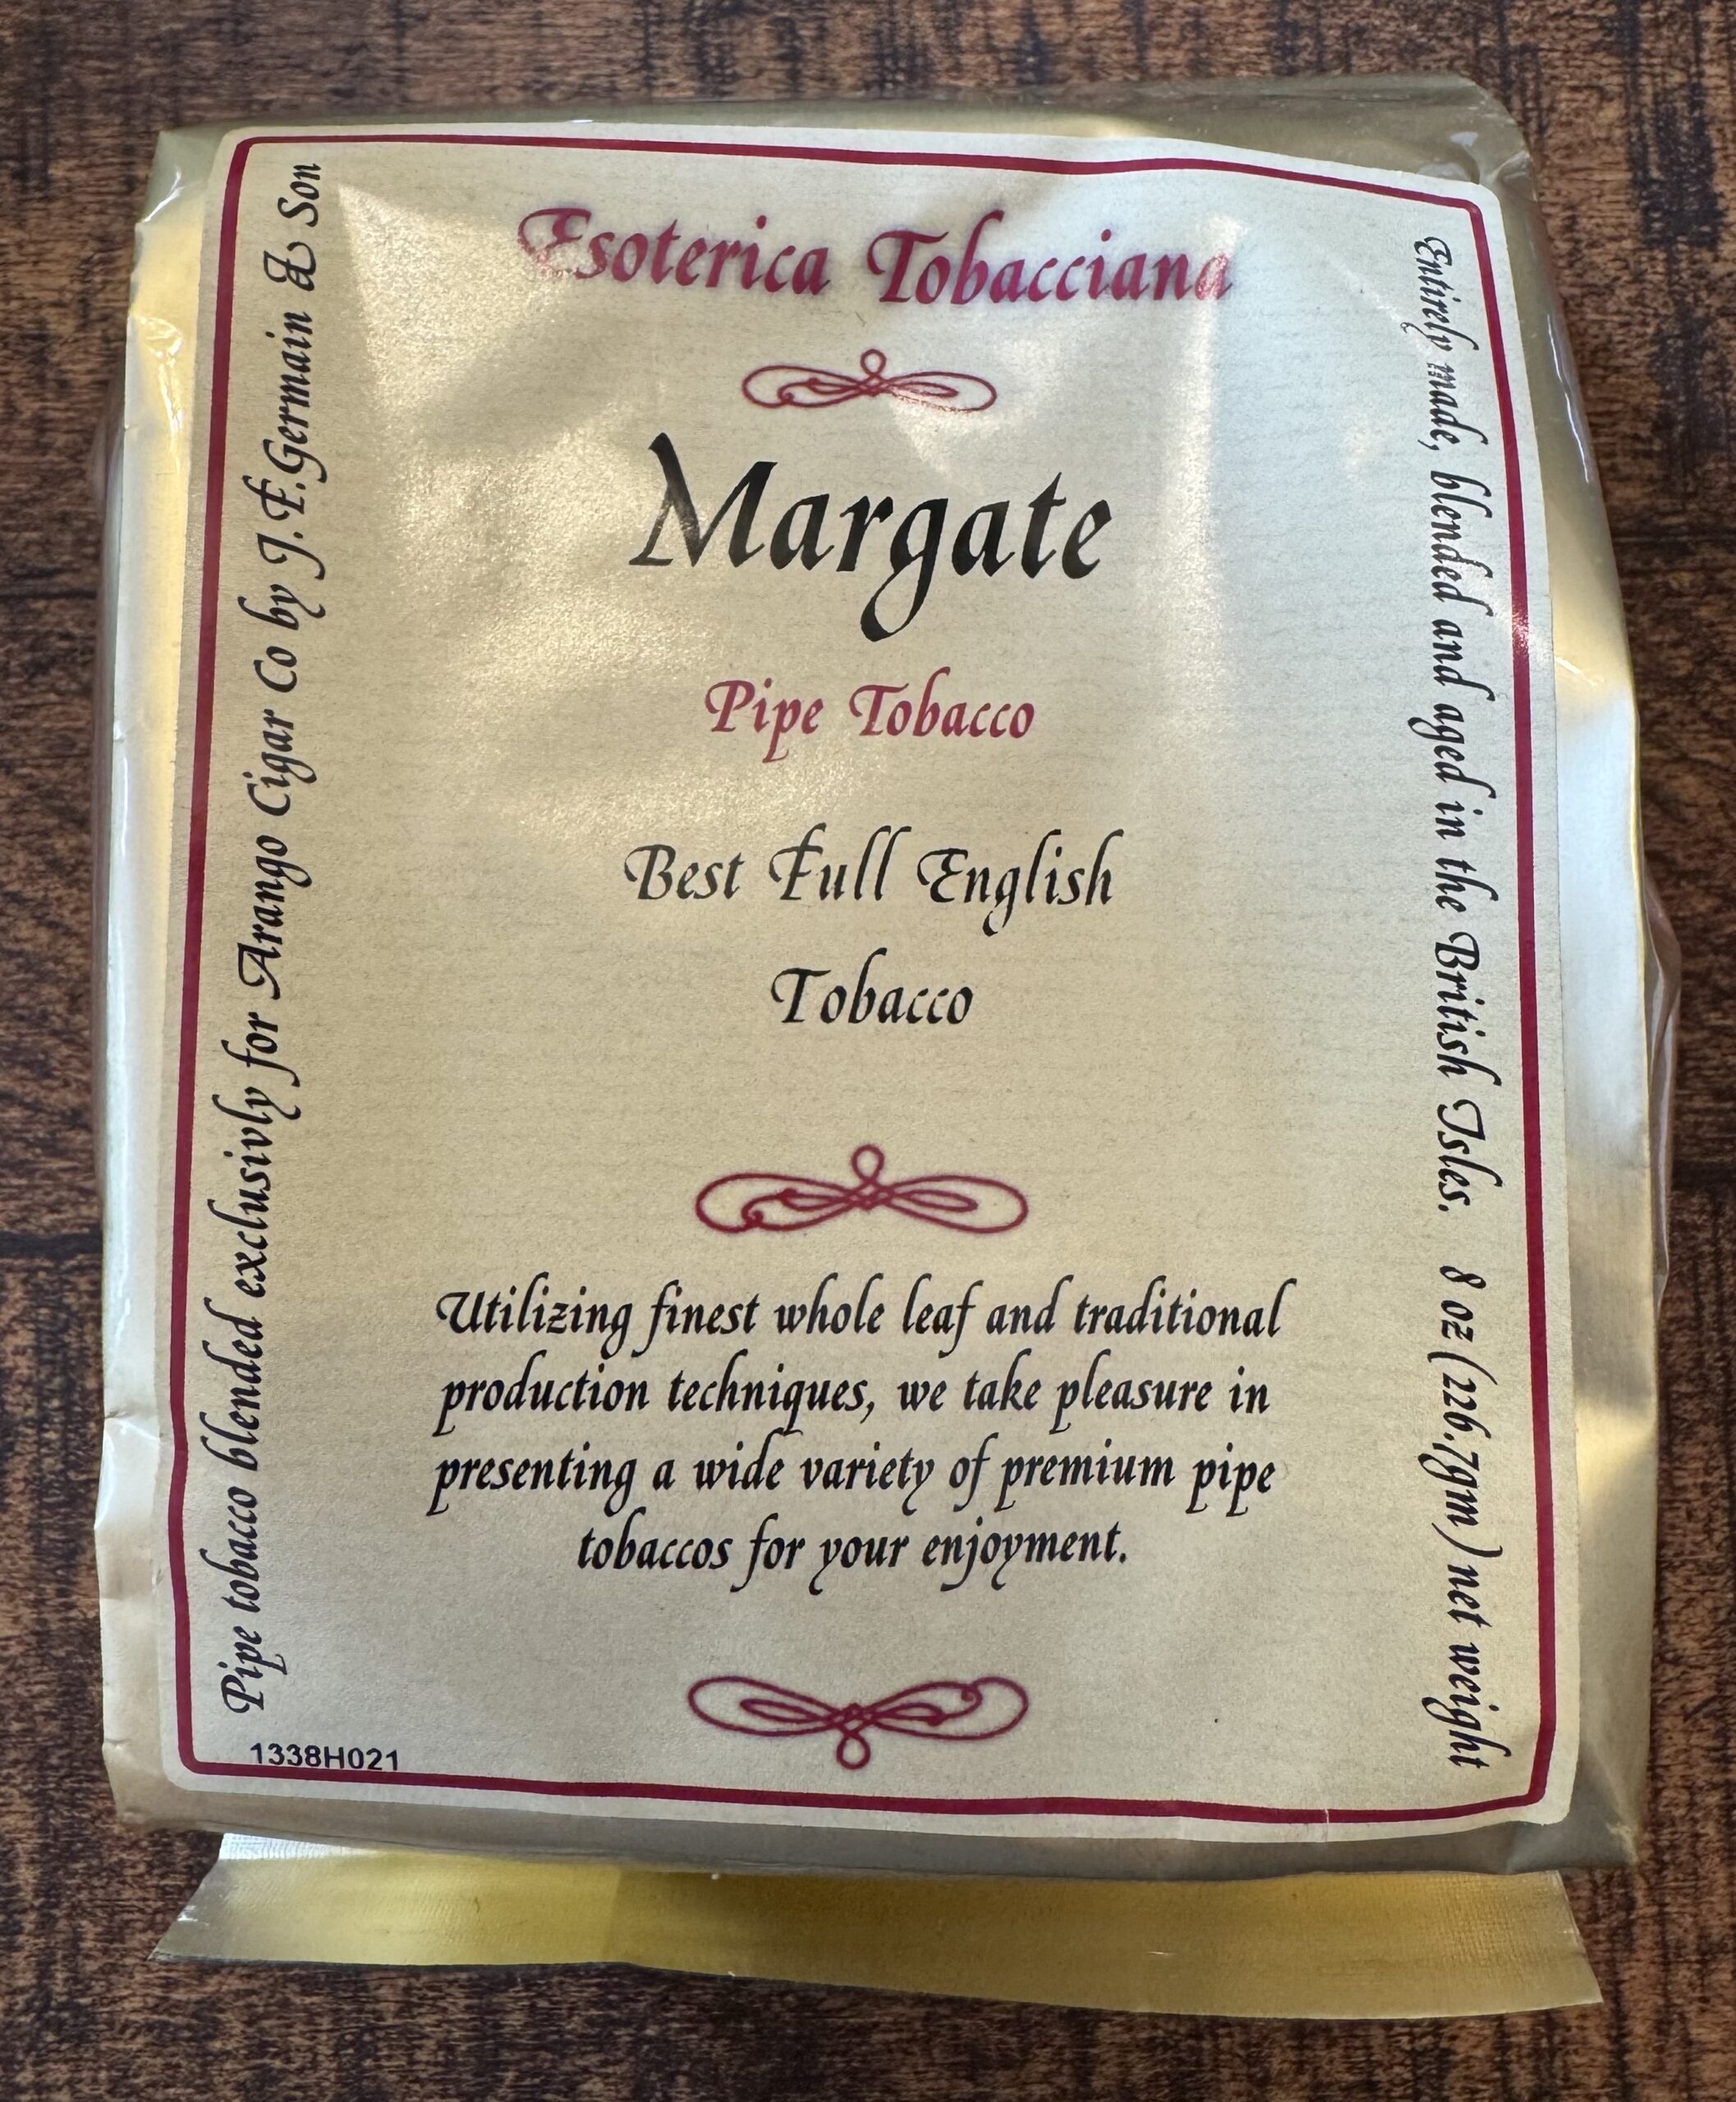 Esoterica Tobacciana
Margate
Pipe Tobacco
Best Full English
Tobacco
Utilizing finest whole leaf and traditional
production techniques, we take pleasure in
presenting a wide variety of premium pipe
tobaccos for your enjoyment.
Pipe tobacco blended exclusivly for Arango Cigar Co by J.F.Germain & Son
Entirely made, blended and aged in the British Isles. 8 oz (226.7gm) net weight
1338H021